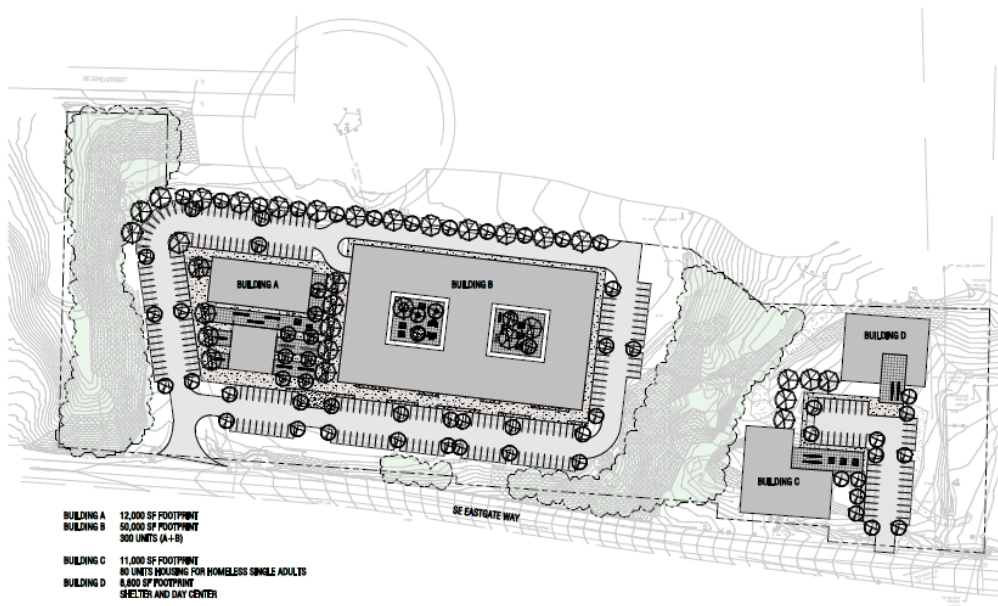 BUILDING A
BUILDING B
BUILDING D
BUILDING C
SE EASTGATE WAY
BUILDING A 12,000 SF FOOTPRINT
BUILDING B 50,000 SF FOOTPRINT
300 UNITS (A+B)
BUILDING C 11,000 SF FOOTPRINT
80 UNITS HOUSING FOR HOMELESS SINGLE ADULTS
BUILDING D 8,800 SF FOOTPRINT
SHELTER AND DAY CENTER